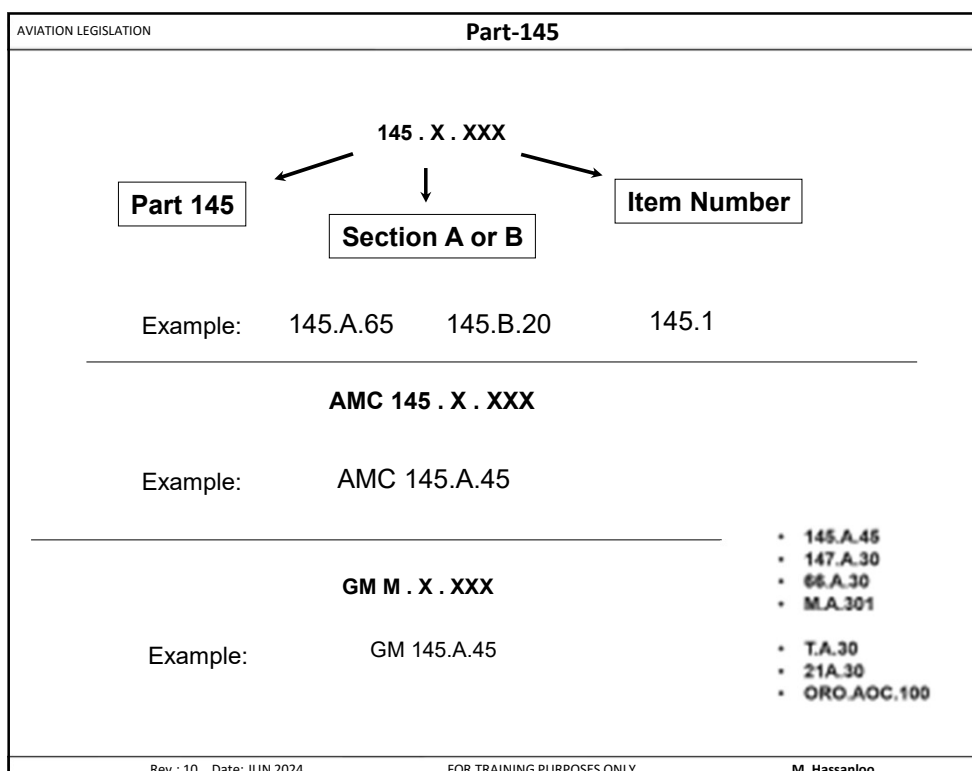 AVIATION LEGISLATION
Part-145
145 . X . XXX
Part 145
Section A or B
Item Number
Example: 145.A.65 145.B.20 145.1
AMC 145 . X . XXX
Example: AMC 145.A.45
GM M . X . XXX
Example: GM 145.A.45
• 145.A.45
• 147.A.30
• 66.A.30
• M.A.301
• T.A.30
• 21A.30
• ORO.AOC.100
Rev : 10 Date: JUN 2024 FOR TRAINING PURPOSES ONLY M. Hassanloo